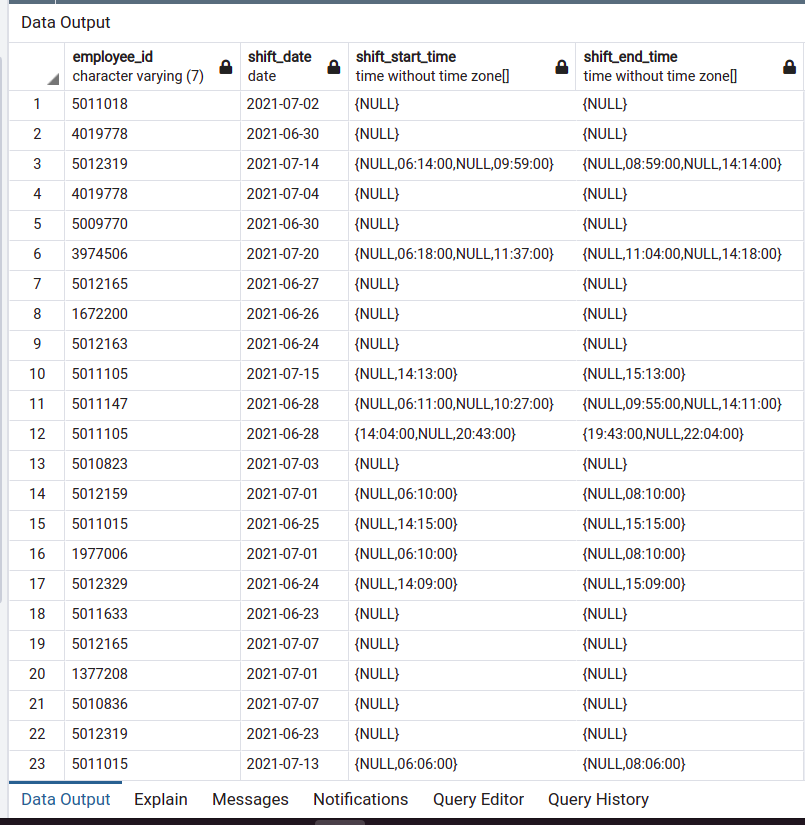 Data Output
employee_id shift_date shift_start_time shift_end_time
character varying (7) date time without time zone[] time without time zone[]
1 5011018 2021-07-02 {NULL} {NULL}
2 4019778 2021-06-30 {NULL} {NULL}
3 5012319 2021-07-14 {NULL,06:14:00,NULL,09:59:00} {NULL,08:59:00,NULL,14:14:00}
4 4019778 2021-07-04 {NULL} {NULL}
5 5009770 2021-06-30 {NULL} {NULL}
6 3974506 2021-07-20 {NULL,06:18:00,NULL,11:37:00} {NULL,11:04:00,NULL,14:18:00}
7 5012165 2021-06-27 {NULL} {NULL}
8 1672200 2021-06-26 {NULL} {NULL}
9 5012163 2021-06-24 {NULL} {NULL}
10 5011105 2021-07-15 {NULL,14:13:00} {NULL,15:13:00}
11 5011147 2021-06-28 {NULL,06:11:00,NULL,10:27:00} {NULL,09:55:00,NULL,14:11:00}
12 5011105 2021-06-28 {14:04:00,NULL,20:43:00} {19:43:00,NULL,22:04:00}
13 5010823 2021-07-03 {NULL} {NULL}
14 5012159 2021-07-01 {NULL,06:10:00} {NULL,08:10:00}
15 5011015 2021-06-25 {NULL,14:15:00} {NULL,15:15:00}
16 1977006 2021-07-01 {NULL,06:10:00} {NULL,08:10:00}
17 5012329 2021-06-24 {NULL,14:09:00} {NULL,15:09:00}
18 5011633 2021-06-23 {NULL} {NULL}
19 5012165 2021-07-07 {NULL} {NULL}
20 1377208 2021-07-01 {NULL} {NULL}
21 5010836 2021-07-07 {NULL} {NULL}
22 5012319 2021-06-23 {NULL} {NULL}
23 5011015 2021-07-13 {NULL,06:06:00} {NULL,08:06:00}
Data Output Explain Messages Notifications Query Editor Query History